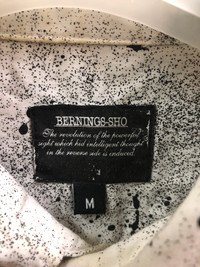 BERNINGS-SHO
The revolution of the powerful
sight which hid intelligent thought
in the reverse side is induced.
M